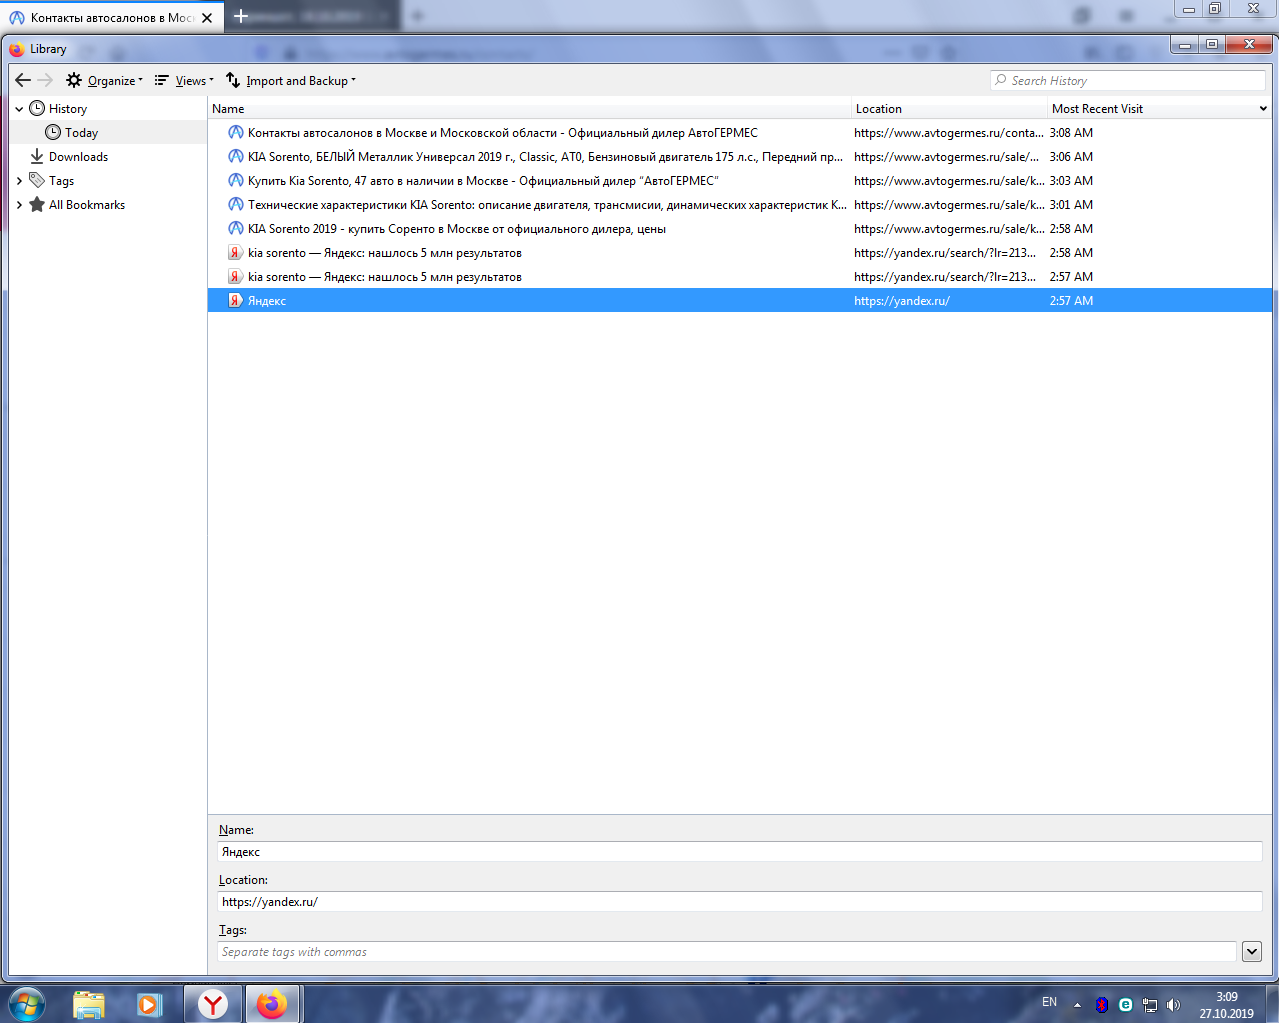 Контакты автосалонов в Мос
Library
Organize
Views
Import and Backup
Search History
History
Today
Downloads
Tags
All Bookmarks
Name Location Most Recent Visit
Контакты автосалонов в Москве и Московской области - Официальный дилер АвтоГЕРМЕС https://www.avtogermes.ru/conta... 3:08 AM
KIA Sorento, БЕЛЫЙ Металлик Универсал 2019 г., Classic, AT0, Бензиновый двигатель 175 л.с., Передний пр... https://www.avtogermes.ru/sale/... 3:06 AM
Купить Kia Sorento, 47 авто в наличии в Москве - Официальный дилер "АвтоГЕРМЕС" https://www.avtogermes.ru/sale/k... 3:03 AM
Технические характеристики KIA Sorento: описание двигателя, трансмисии, динамических характеристик К... https://www.avtogermes.ru/sale/k... 3:01 AM
KIA Sorento 2019 - купить Соренто в Москве от официального дилера, цены https://www.avtogermes.ru/sale/k... 2:58 AM
kia sorento — Яндекс: нашлось 5 млн результатов https://yandex.ru/search/?lr=213... 2:58 AM
kia sorento — Яндекс: нашлось 5 млн результатов https://yandex.ru/search/?lr=213... 2:57 AM
Яндекс https://yandex.ru/ 2:57 AM
Name:
Яндекс
Location:
https://yandex.ru/
Tags:
Separate tags with commas
EN
3:09
27.10.2019